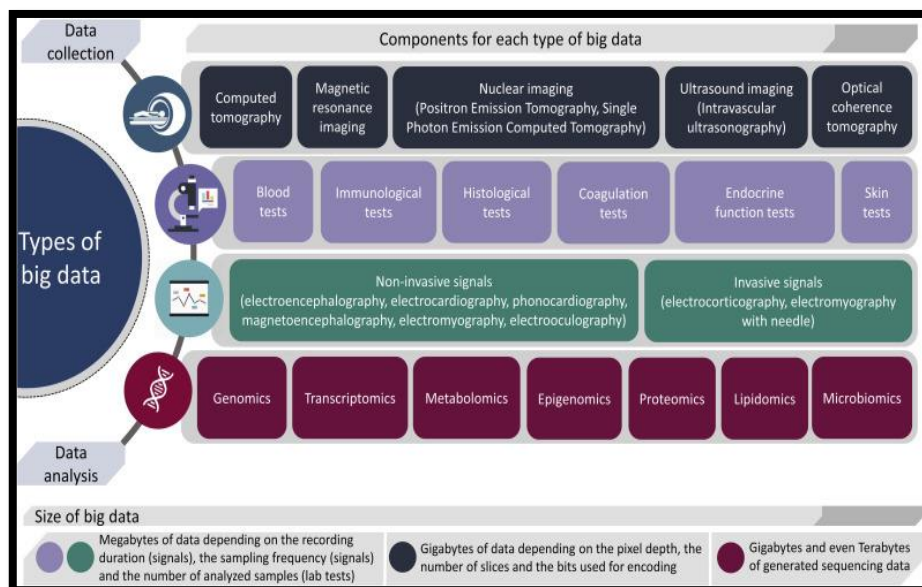 Data
collection
Components for each type of big data
Computed
tomography
Magnetic
resonance
imaging
Nuclear imaging
(Positron Emission Tomography, Single
Photon Emission Computed Tomography)
Ultrasound imaging
(Intravascular
ultrasonography)
Optical
coherence
tomography
Blood
tests
Immunological
tests
Histological
tests
Coagulation
tests
Endocrine
function tests
Skin
tests
Types of
big data
Non-invasive signals
(electroencephalography, electrocardiography, phonocardiography,
magnetoencephalography, electromyography, electrooculography)
Invasive signals
(electrocorticography, electromyography
with needle)
Genomics
Transcriptomics
Metabolomics
Epigenomics
Proteomics
Lipidomics
Microbiomics
Data
analysis
Size of big data
Megabytes of data depending on the recording
duration (signals), the sampling frequency (signals)
and the number of analyzed samples (lab tests)
Gigabytes of data depending on the pixel depth, the
number of slices and the bits used for encoding
Gigabytes and even Terabytes
of generated sequencing data